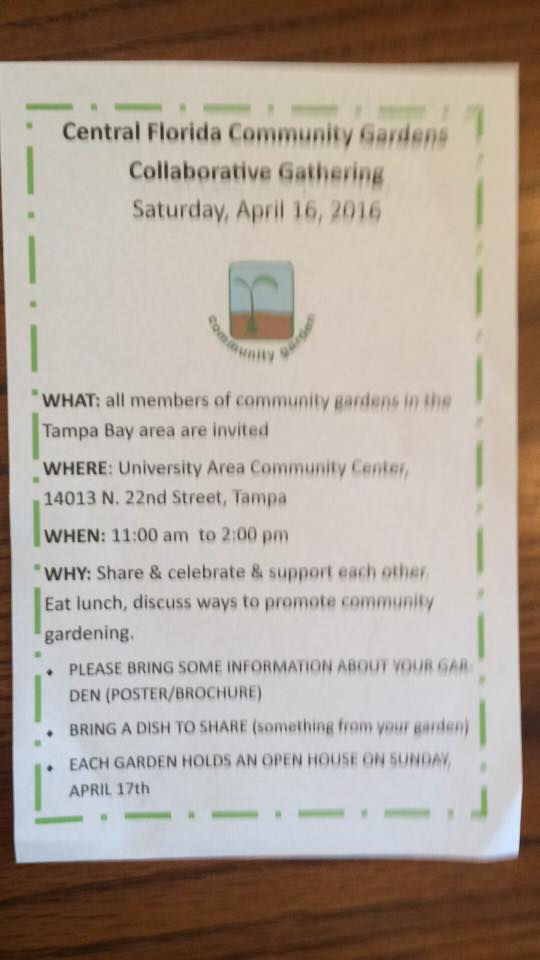 Central Florida Community Gardens
Collaborative Gathering
Saturday, April 16, 2016
community garden
WHAT: all members of community gardens in the
Tampa Bay area are invited
WHERE: University Area Community Center,
14013 N. 22nd Street, Tampa
WHEN: 11:00 am to 2:00 pm
WHY: Share & celebrate & support each other.
Eat lunch, discuss ways to promote community
gardening.
• PLEASE BRING SOME INFORMATION ABOUT YOUR GAR
DEN (POSTER/BROCHURE)
• BRING A DISH TO SHARE (something from your garden)
• EACH GARDEN HOLDS AN OPEN HOUSE ON SUNDAY,
APRIL 17th